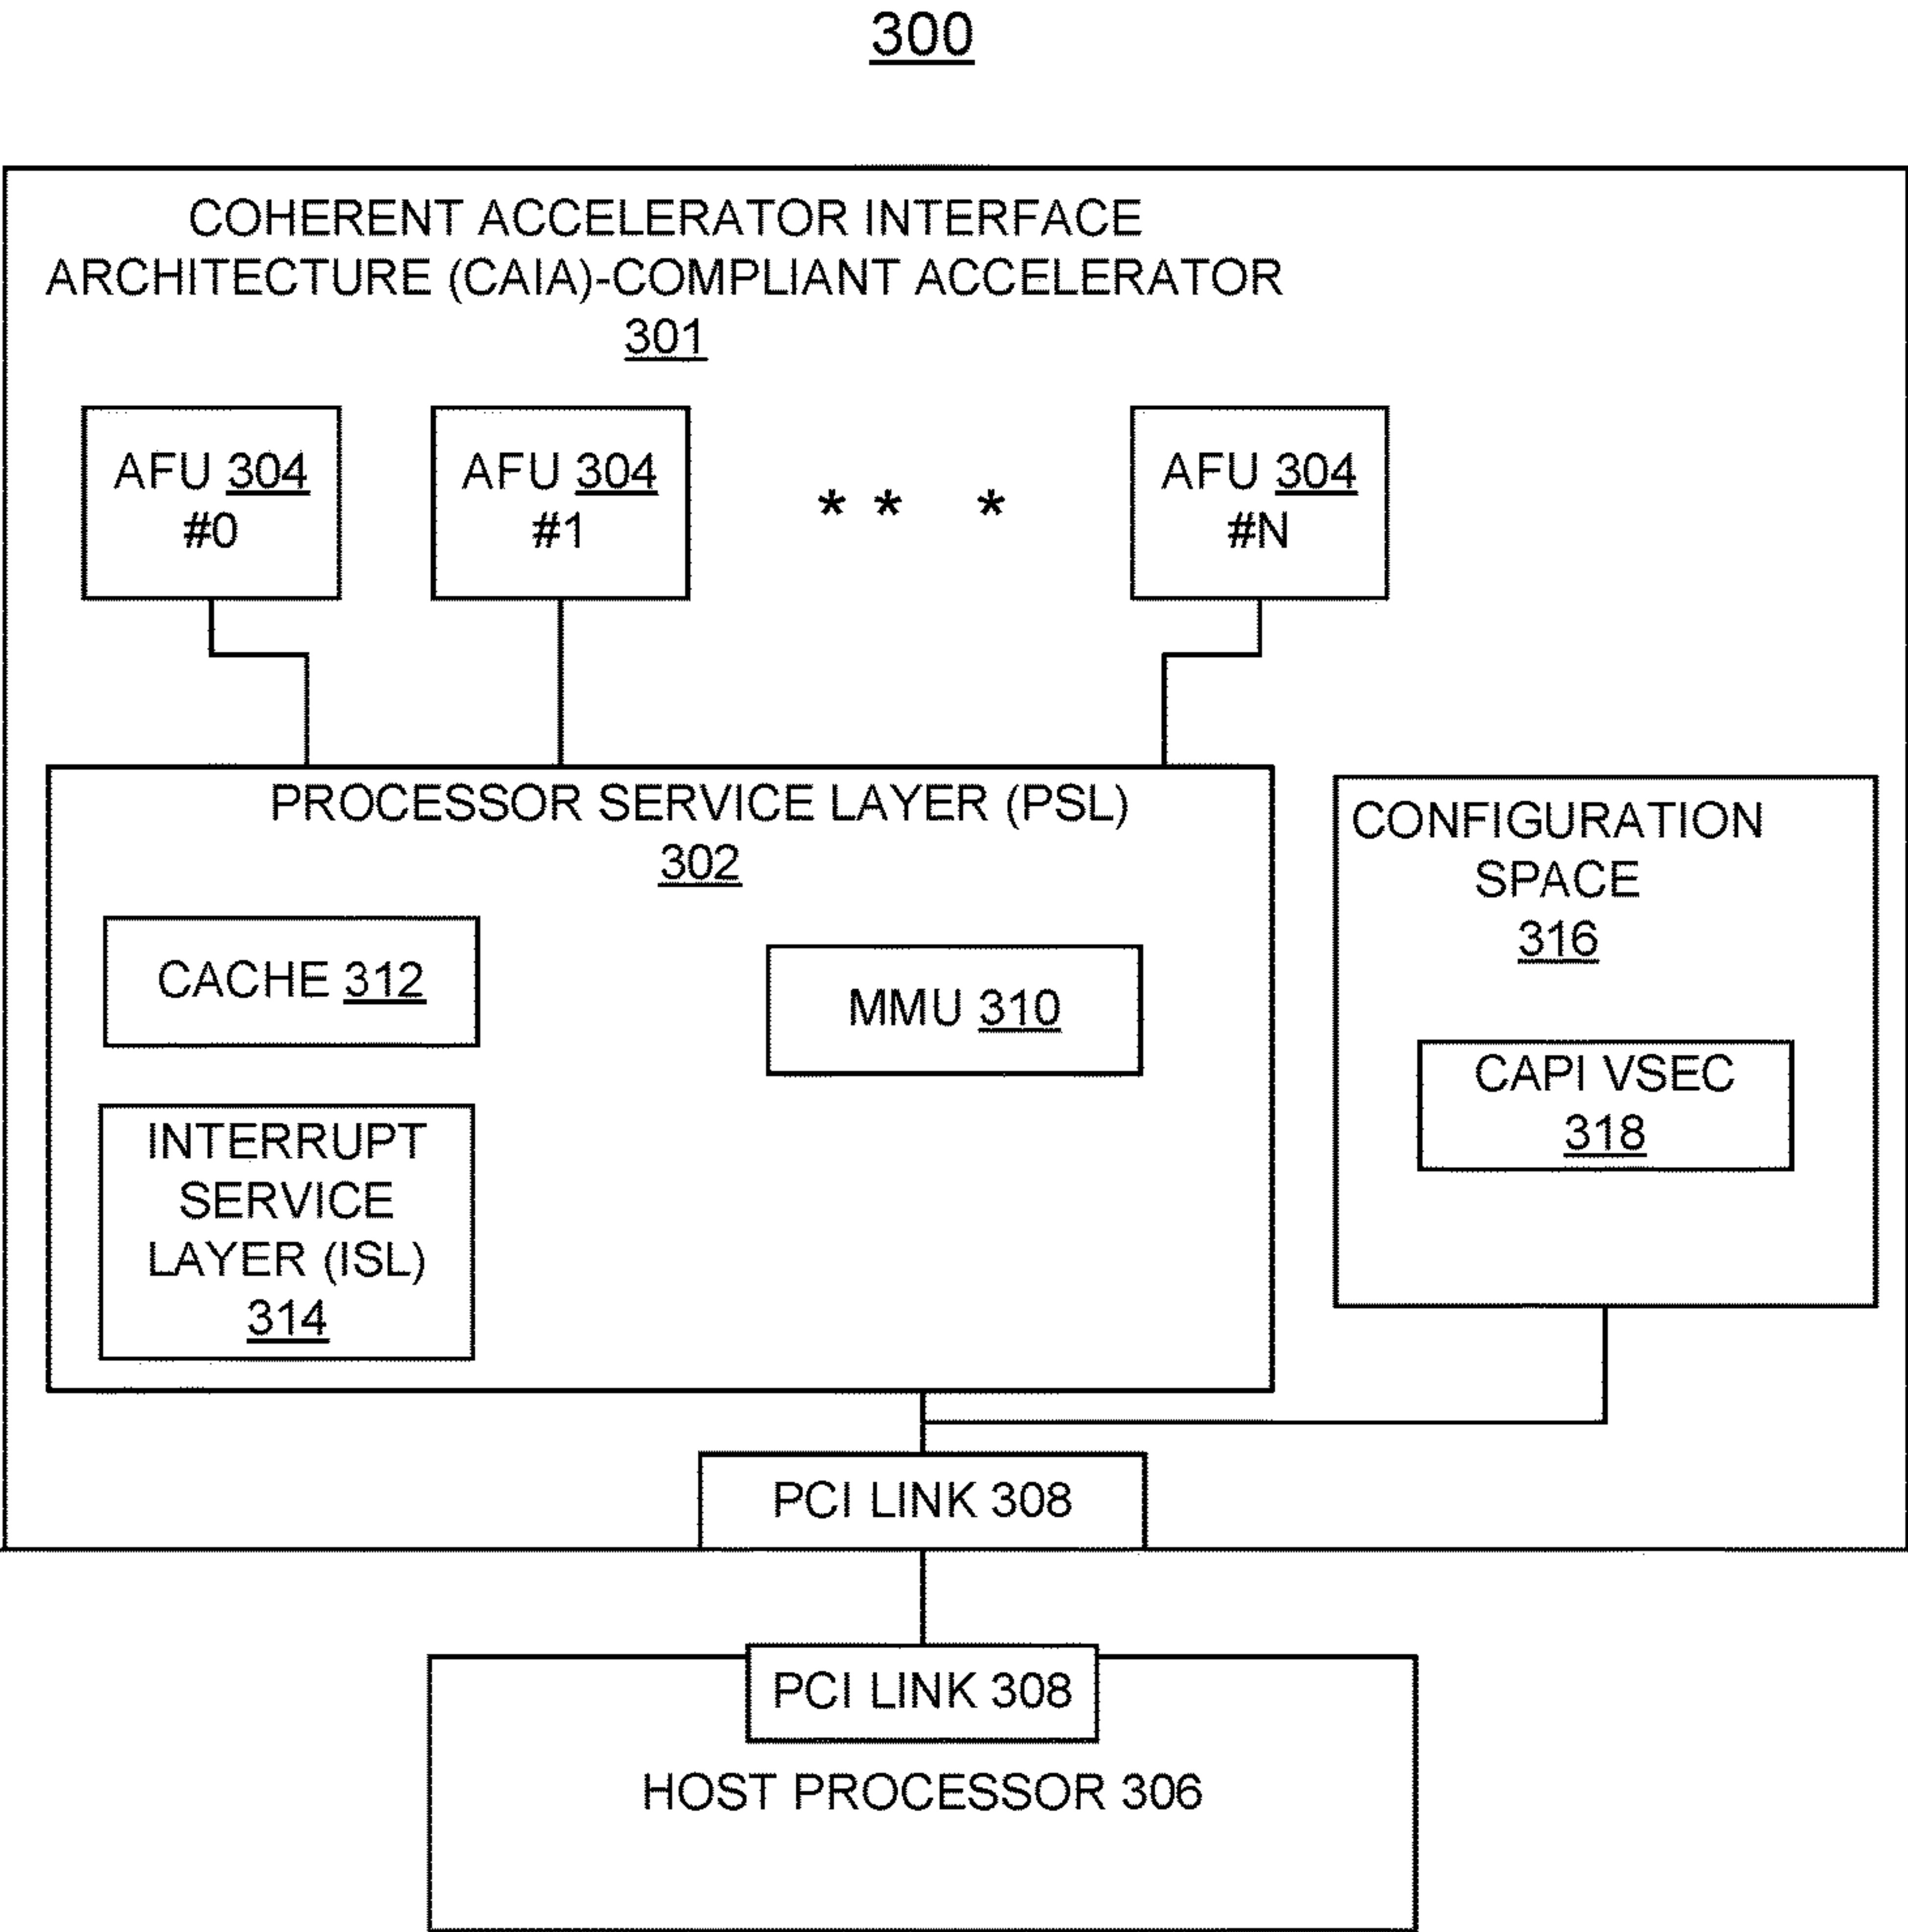 300
COHERENT ACCELERATOR INTERFACE
ARCHITECTURE (CAIA)-COMPLIANT ACCELERATOR
301
AFU 304
#0
AFU 304
#1
* * *
AFU 304
#N
PROCESSOR SERVICE LAYER (PSL)
302
CACHE 312
MMU 310
INTERRUPT
SERVICE
LAYER (ISL)
314
CONFIGURATION
SPACE
316
CAPI VSEC
318
PCI LINK 308
PCI LINK 308
HOST PROCESSOR 306